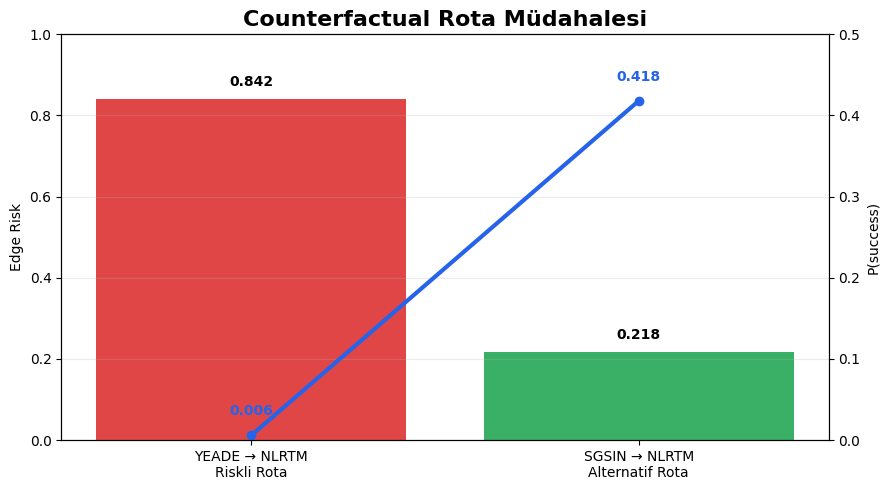 Counterfactual Rota Müdahalesi
Edge Risk
1.0
0.8
0.6
0.4
0.2
0.0
0.842
0.006
0.418
0.218
0.5
0.4
0.3
0.2
0.1
0.0
P(success)
YEADE → NLRTM
Riskli Rota
SGSIN → NLRTM
Alternatif Rota